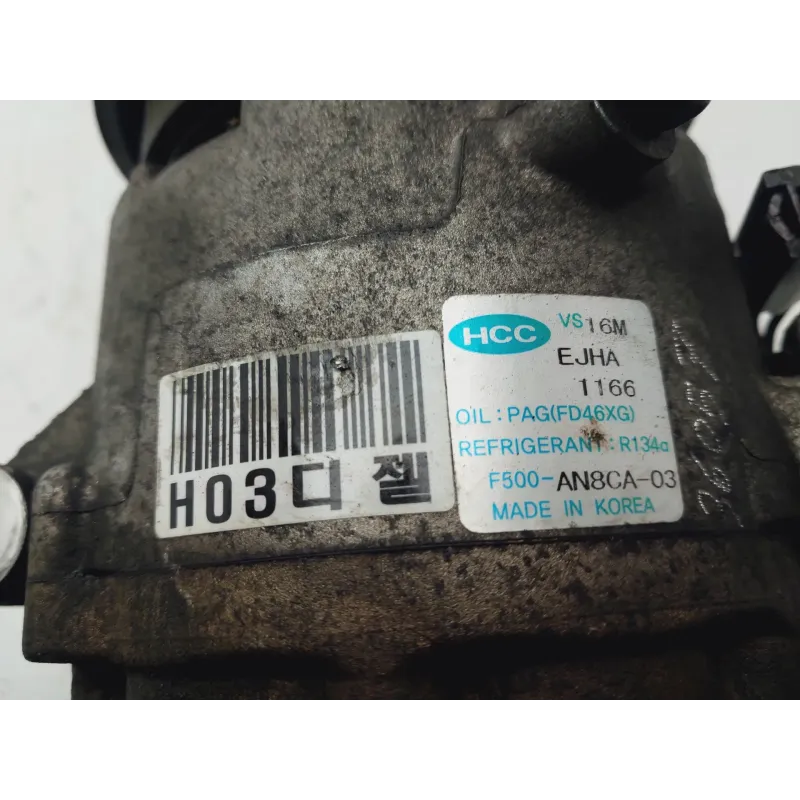 H03디젤
HCC VS16M
EJHA
1166
OIL : PAG(FD46XG)
REFRIGERANT : R134a
F500-AN8CA-03
MADE IN KOREA